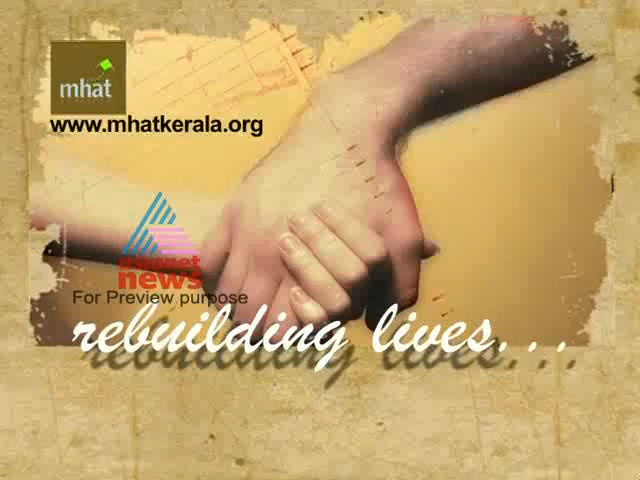 mhat
www.mhatkerala.org
asianet
news
For Preview purpose
rebuilding lives...